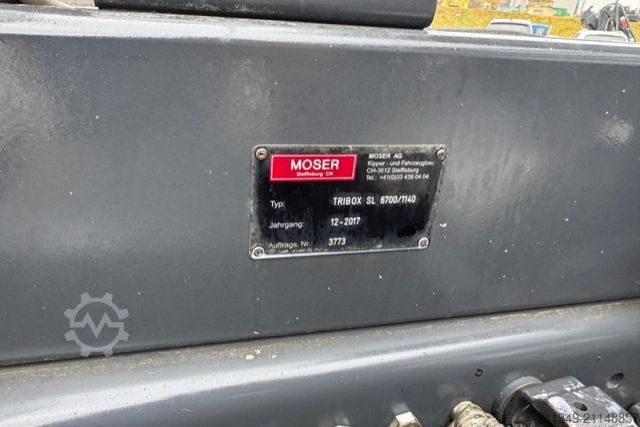 MOSER
Steffisburg CH
MOSER AG
Kipper - und Fahrzeugbau
CH-3612 Steffisburg
Tel.: +41(0)33 439 04 04
Typ: TRIBOX SL 6700/1140
Jahrgang: 12-2017
Auftrags. Nr.: 3773